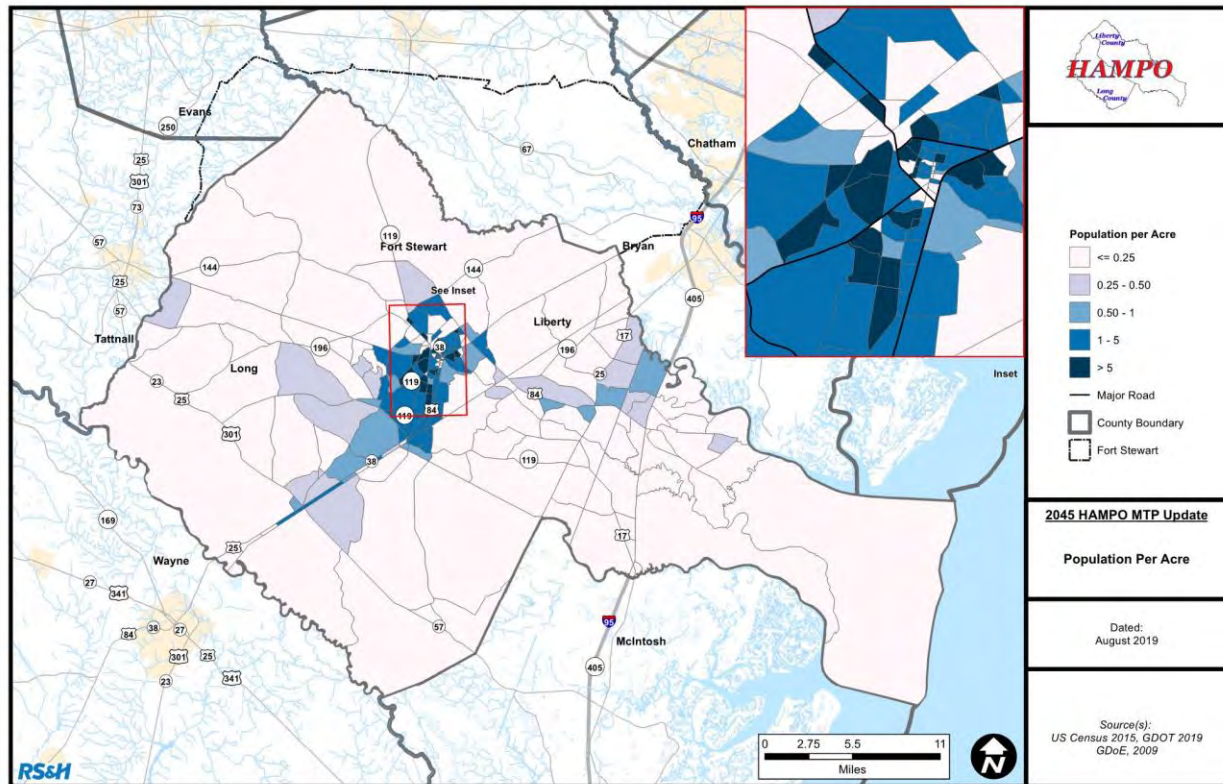 Evans
250
25
301
73
57
25
57
Tattnall
67
Chatham
95
Bryan
405
119
Fort Stewart
144
144
See Inset
Liberty
17
196
38
196
25
Long
119
84
23
25
119
84
301
38
119
17
25
169
Wayne
27
341
84
38
27
301
25
23
341
57
95
McIntosh
405
Inset
0 2.75 5.5 11
Miles
N
RS&H
Liberty
County
HAMPO
Long
County
Population per Acre
<= 0.25
0.25 - 0.50
0.50 - 1
1 - 5
> 5
Major Road
County Boundary
Fort Stewart
2045 HAMPO MTP Update
Population Per Acre
Dated:
August 2019
Source(s):
US Census 2015, GDOT 2019
GDoE, 2009